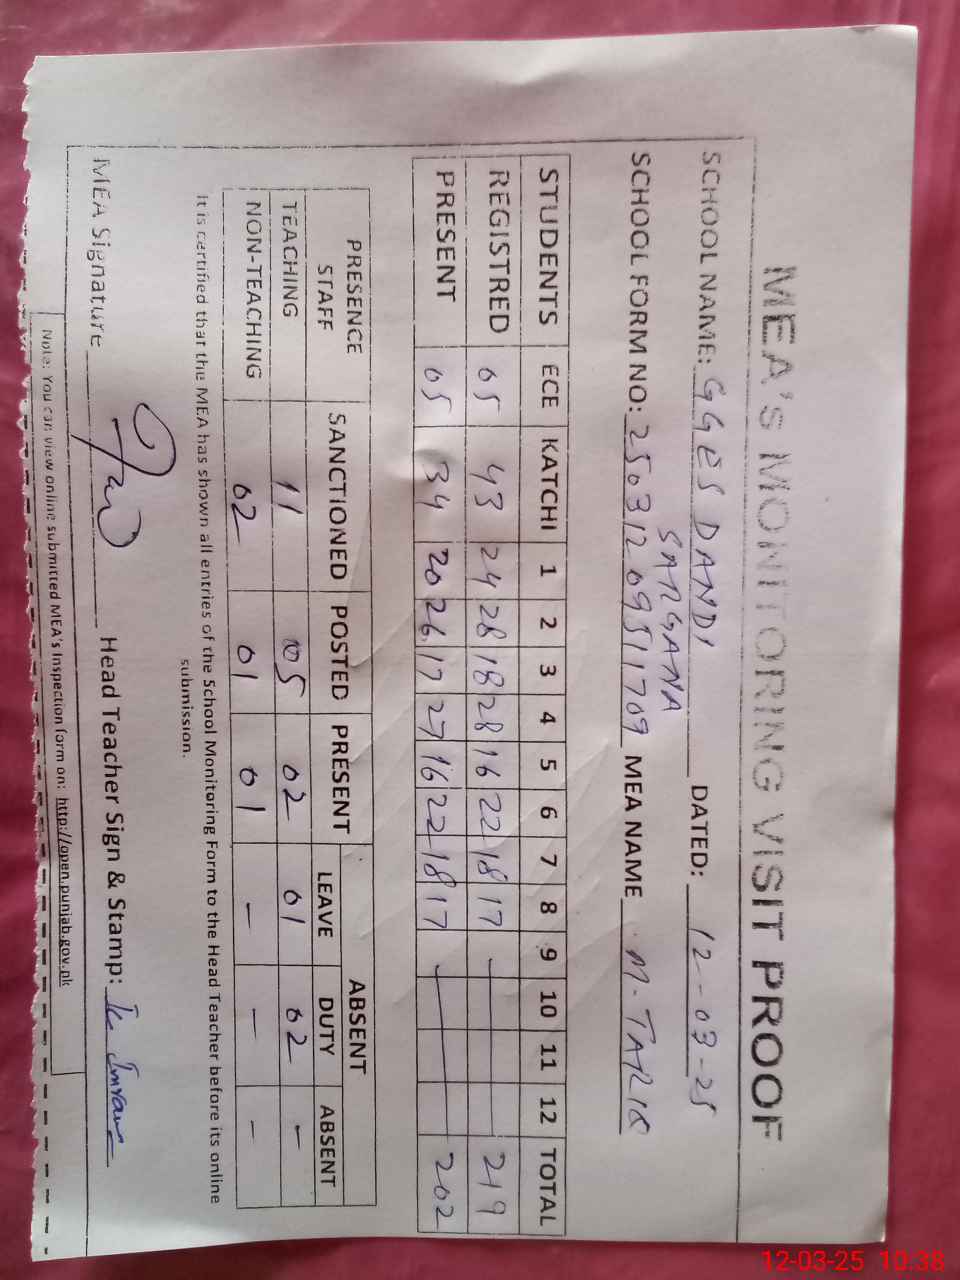 MEA'S MONITORING VISIT PROOF
SCHOOL NAME: GGES DANDI DATED: 12-03-25
SANGANA
SCHOOL FORM NO: 25031209511709 MEA NAME M. TARIQ
STUDENTS ECE KATCHI 1 2 3 4 5 6 7 8 9 10 11 12 TOTAL
REGISTRED 05 43 24 28 18 28 16 22 18 17 219
PRESENT 05 34 20 26 17 27 16 22 18 17 202
PRESENCE STAFF SANCTIONED POSTED PRESENT ABSENT
LEAVE DUTY ABSENT
TEACHING 11 05 02 01 02 -
NON-TEACHING 02 01 01 - - -
It is certified that the MEA has shown all entries of the School Monitoring Form to the Head Teacher before its online
submission.
MEA Signature Head Teacher Sign & Stamp: Imran
Note: You can view online submitted MEA's Inspection form on: http://open.punjab.gov.pk
12-03-25 10:38